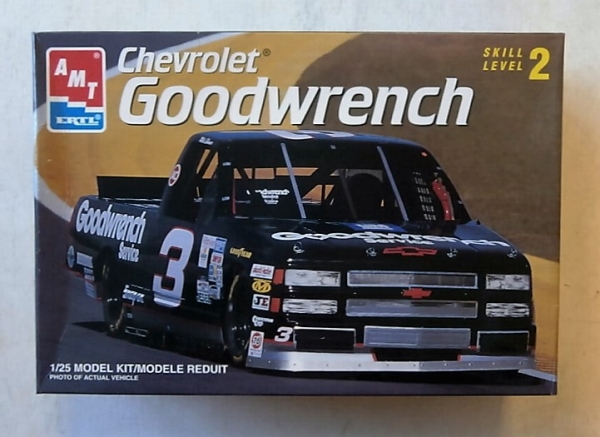 AMT
ERTL
Chevrolet®
Goodwrench
SKILL
LEVEL 2
Goodwrench
Service
3
GOODYEAR
Goodwrench
Service
3
1/25 MODEL KIT/MODELE REDUIT
PHOTO OF ACTUAL VEHICLE